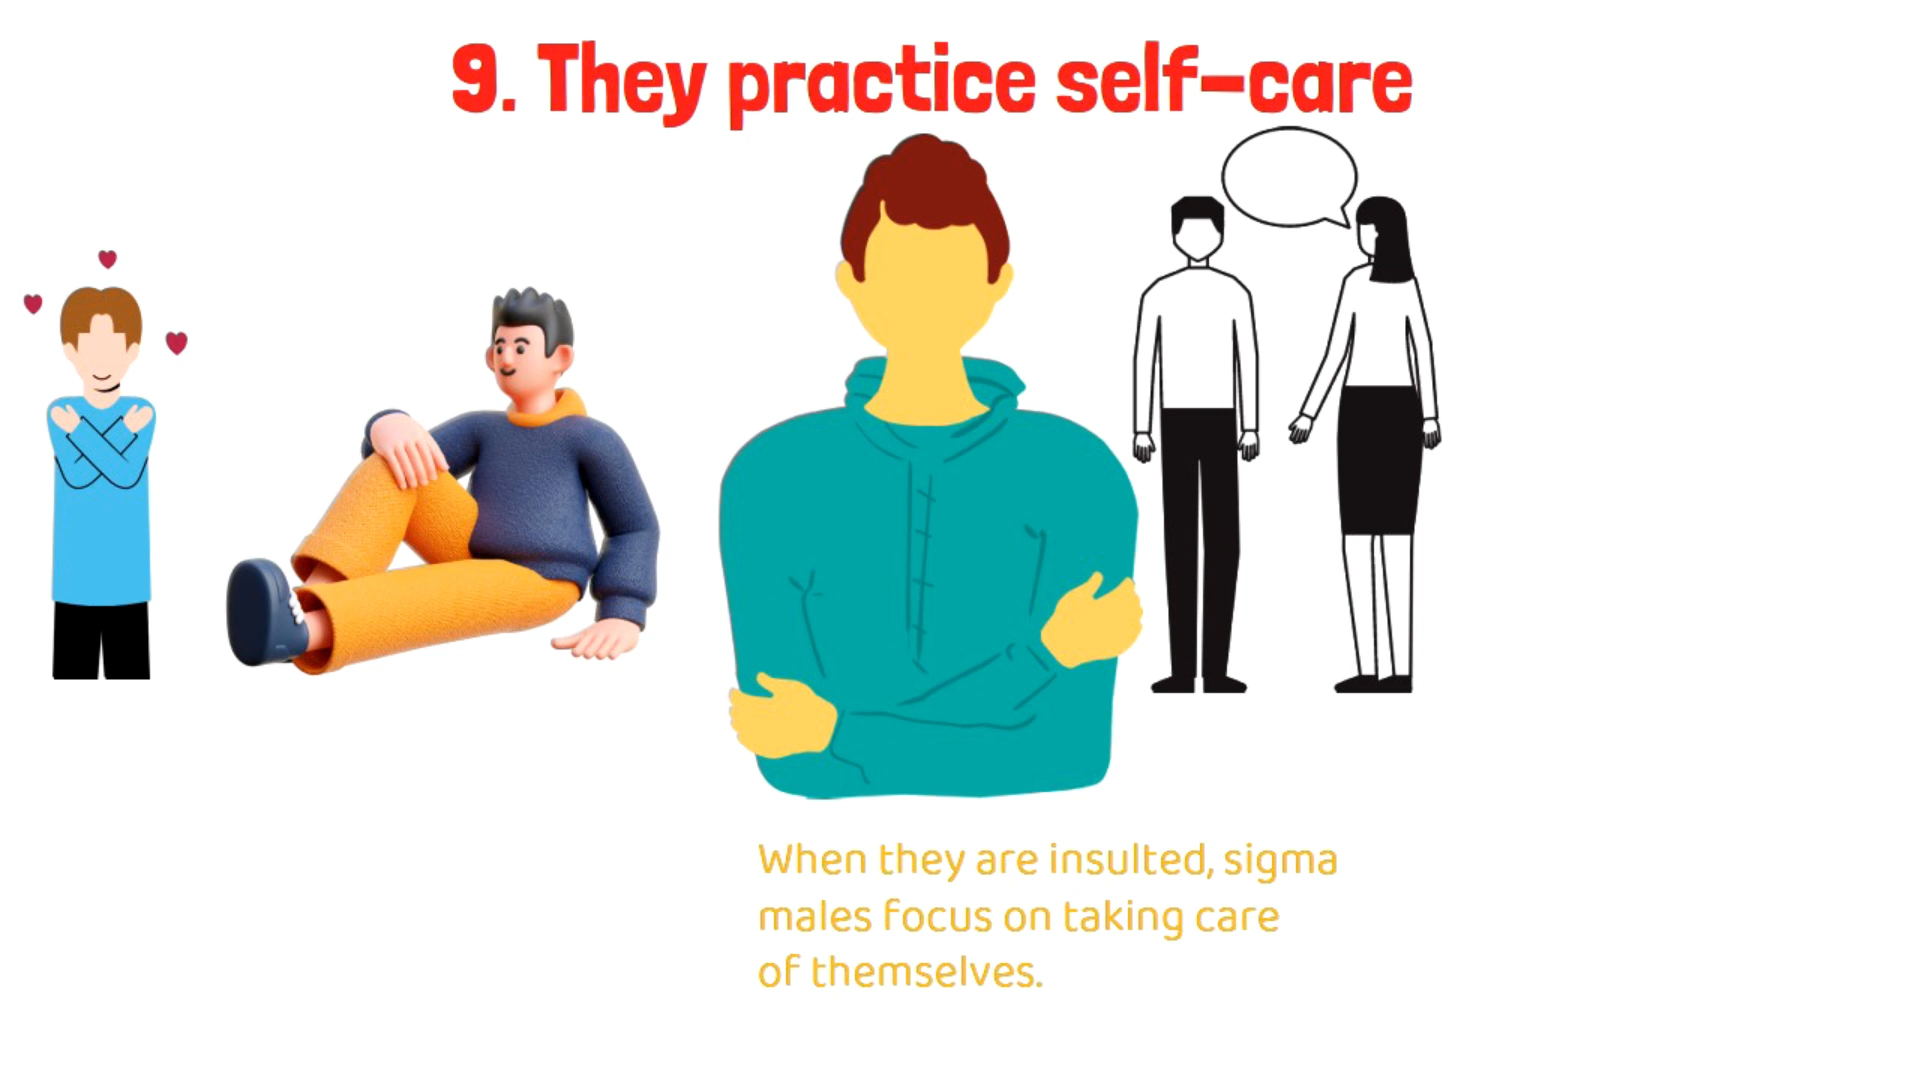 9. They practice self-care
When they are insulted, sigma
males focus on taking care
of themselves.